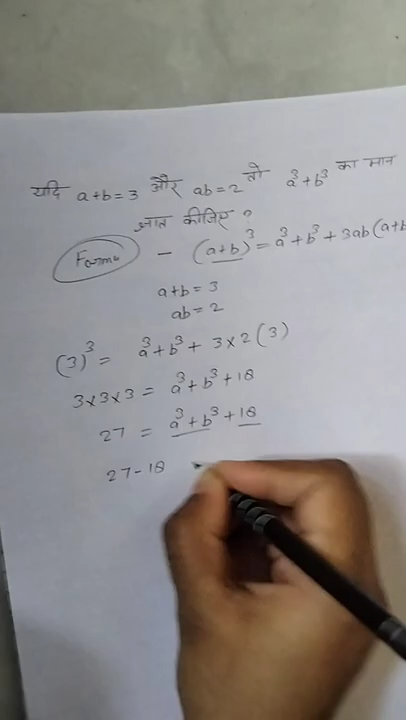 यदि a+b=3 और ab=2 तो a³+b³ का मान
ज्ञात कीजिए ?
Formu - (a+b)³ = a³+b³+3ab(a+b
a+b = 3
ab = 2
(3)³ = a³+b³+3×2(3)
3×3×3 = a³+b³+18
27 = a³+b³+18
27-18